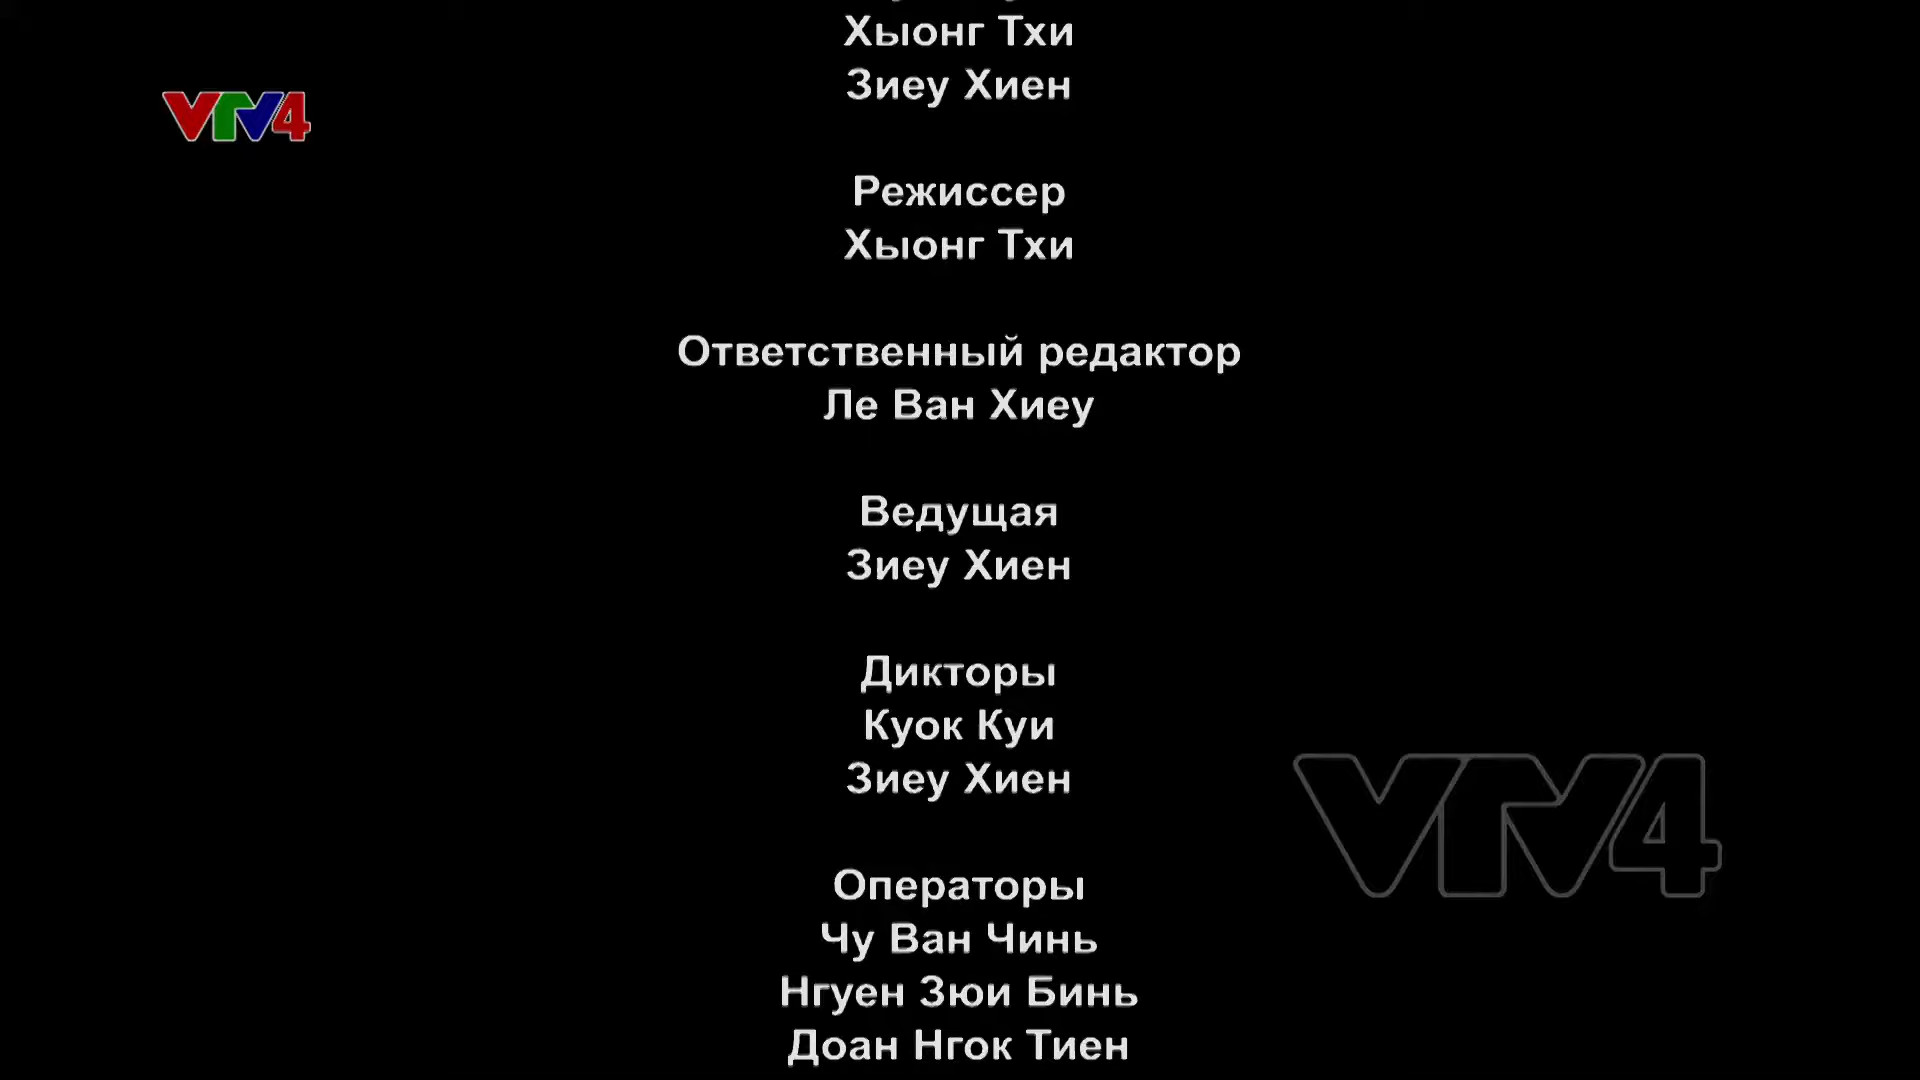 Хыонг Тхи
Зиеу Хиен
VTV4
Режиссер
Хыонг Тхи
Ответственный редактор
Ле Ван Хиеу
Ведущая
Зиеу Хиен
Дикторы
Куок Куи
Зиеу Хиен
VTV4
Операторы
Чу Ван Чинь
Нгуен Зюи Бинь
Доан Нгок Тиен